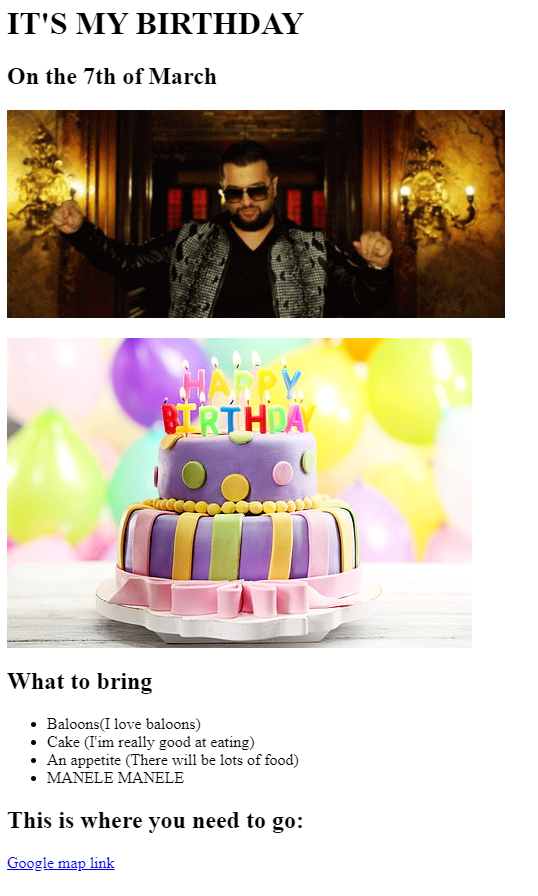 IT'S MY BIRTHDAY
On the 7th of March
HAPPY
BIRTHDAY
What to bring
Baloons(I love baloons)
Cake (I'im really good at eating)
An appetite (There will be lots of food)
MANELE MANELE
This is where you need to go:
Google map link